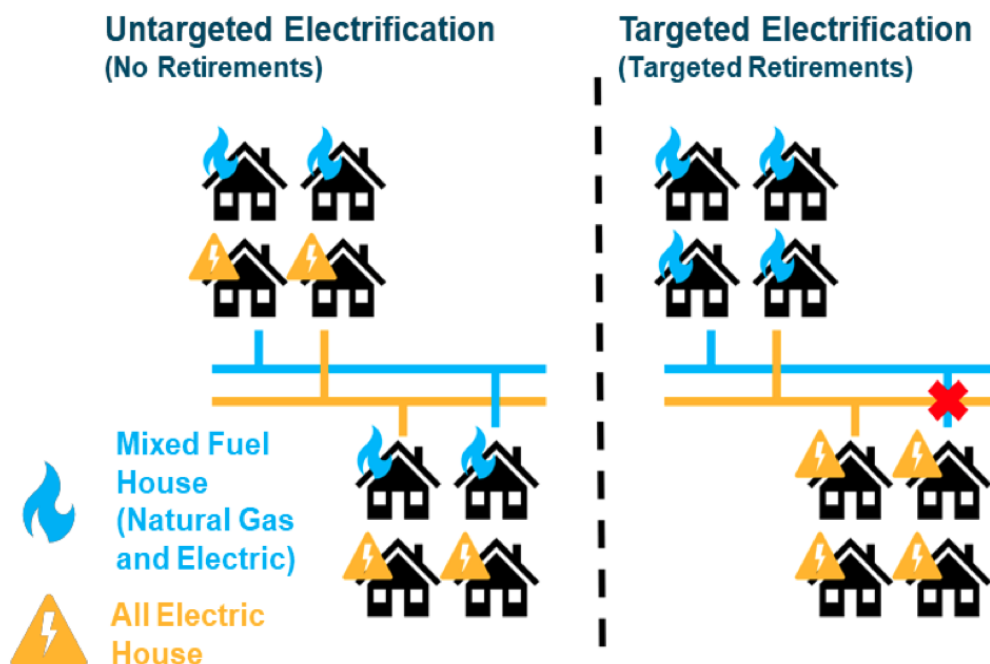 Untargeted Electrification
(No Retirements)
Targeted Electrification
(Targeted Retirements)
Mixed Fuel
House
(Natural Gas
and Electric)
All Electric
House